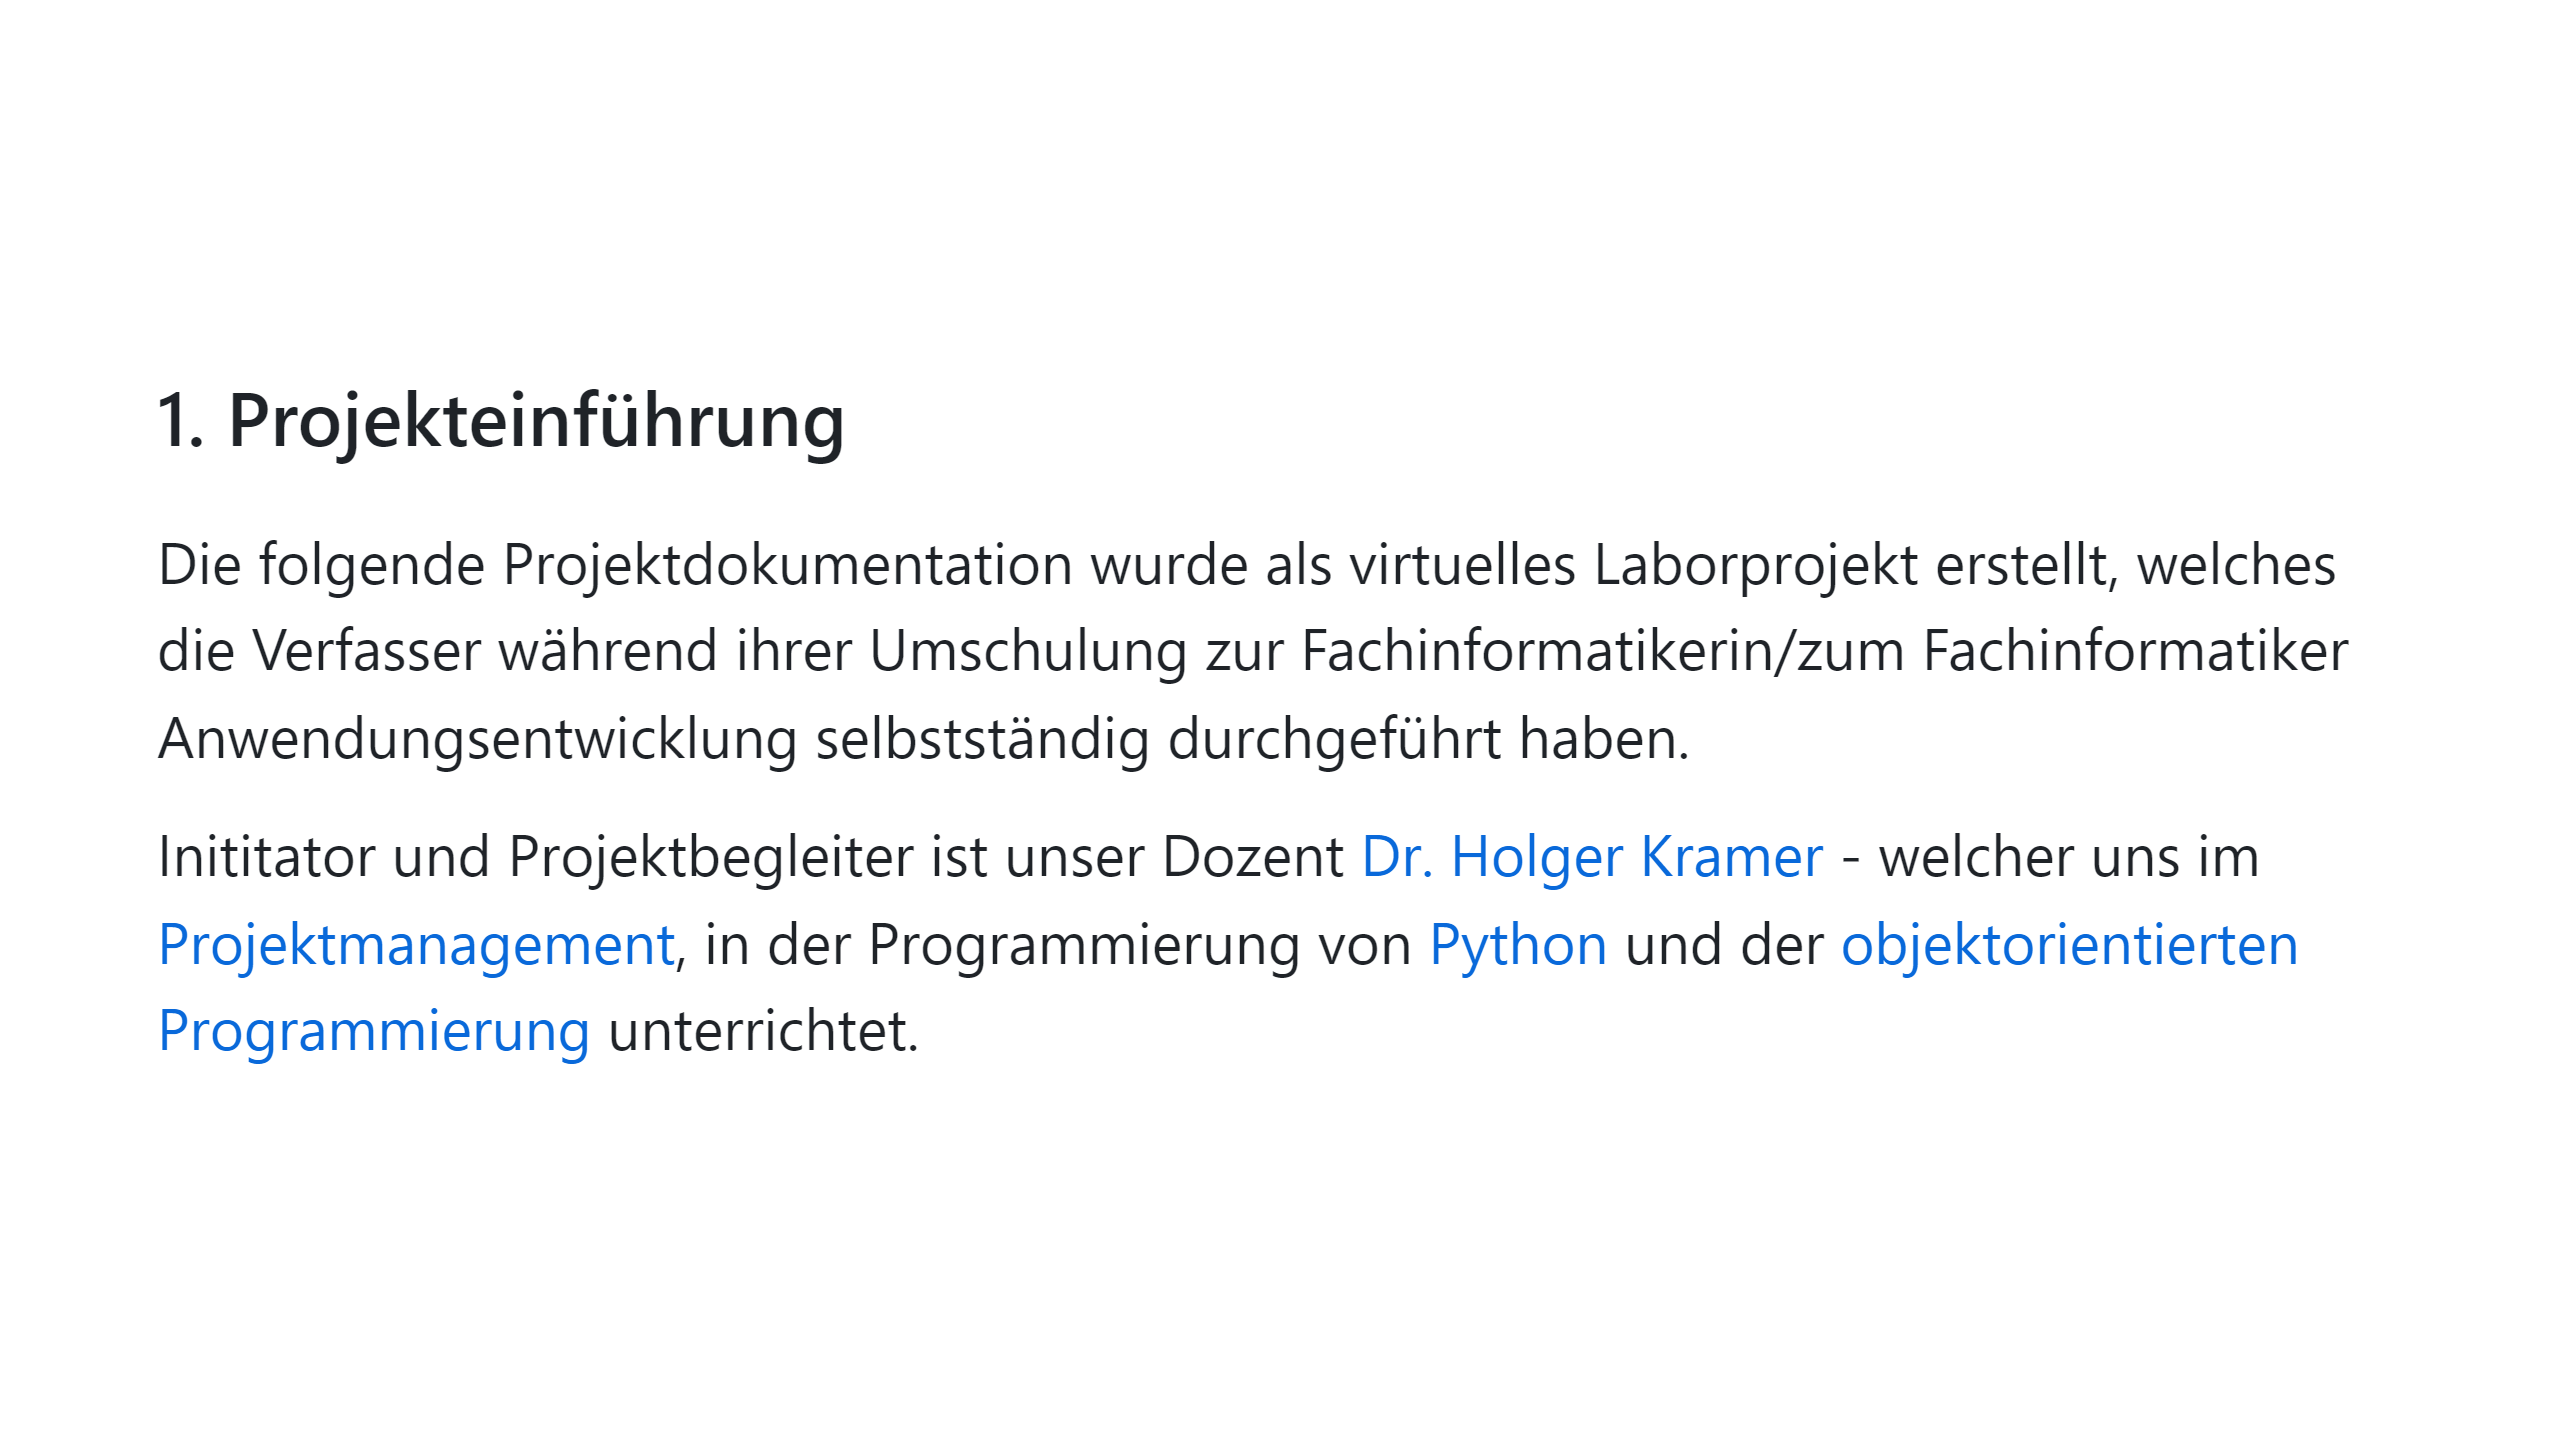 1. Projekteinführung
Die folgende Projektdokumentation wurde als virtuelles Laborprojekt erstellt, welches
die Verfasser während ihrer Umschulung zur Fachinformatikerin/zum Fachinformatiker
Anwendungsentwicklung selbstständig durchgeführt haben.
Inititator und Projektbegleiter ist unser Dozent Dr. Holger Kramer - welcher uns im
Projektmanagement, in der Programmierung von Python und der objektorientierten
Programmierung unterrichtet.